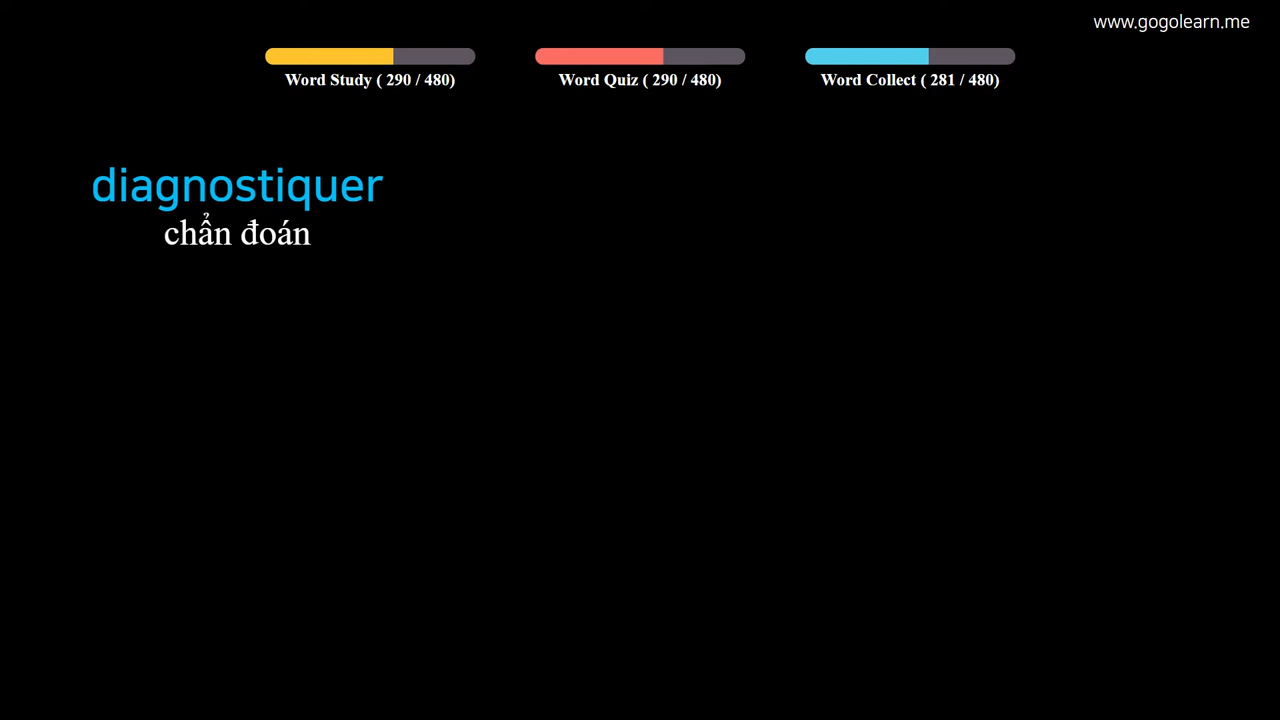 www.gogolearn.me
Word Study ( 290 / 480)
Word Quiz ( 290 / 480)
Word Collect ( 281 / 480)
diagnostiquer
chẩn đoán